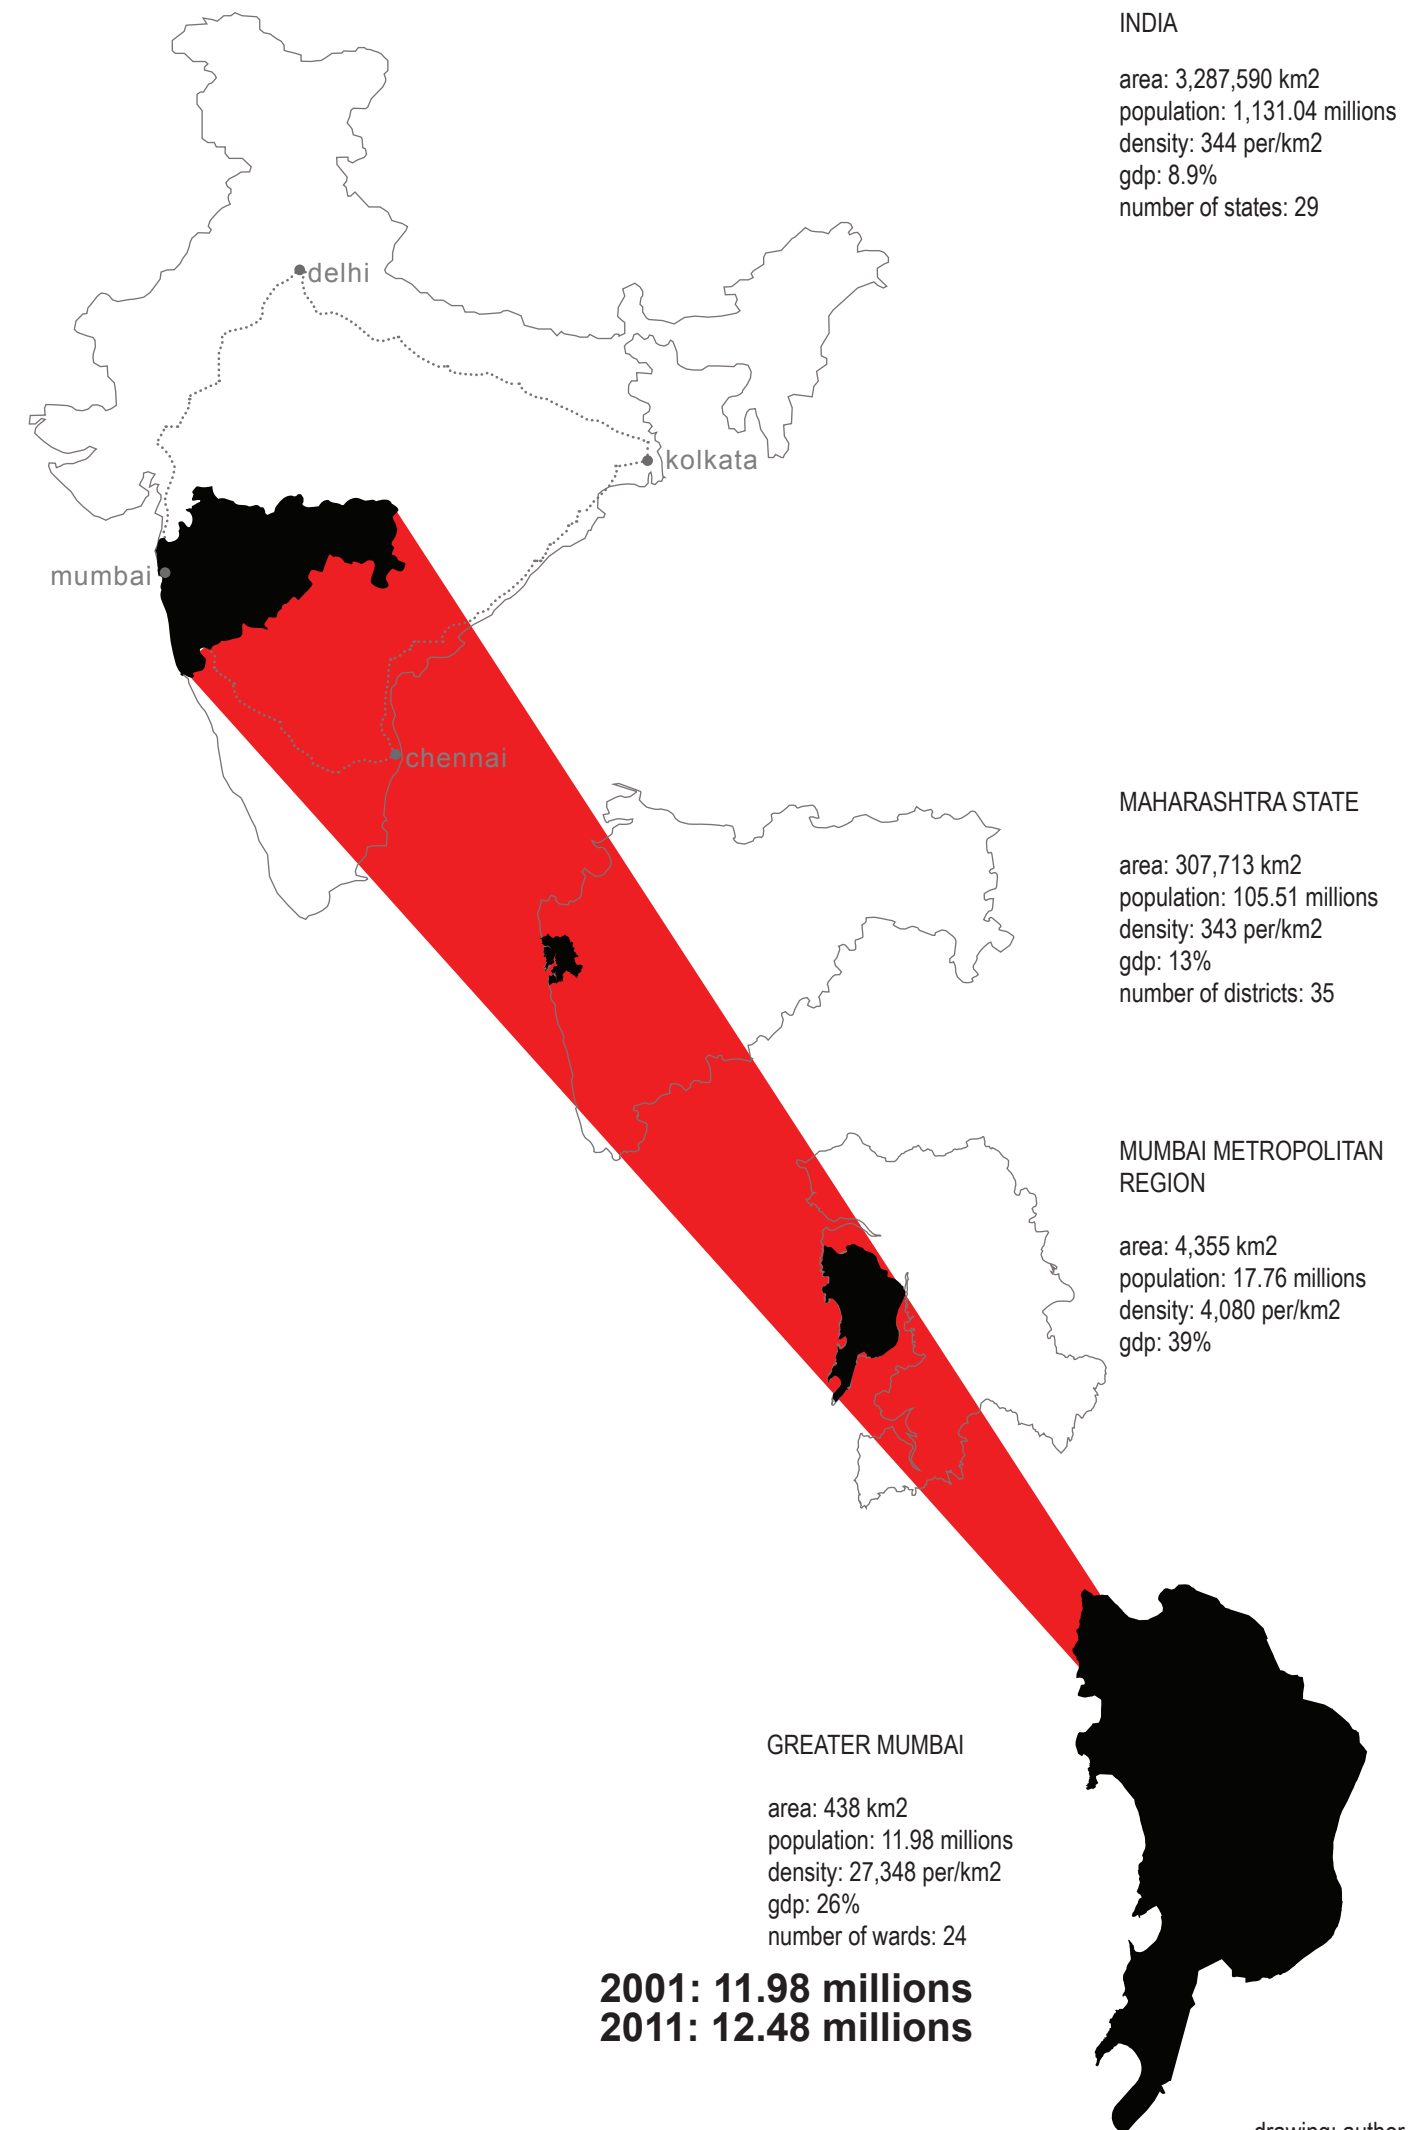 INDIA
area: 3,287,590 km2
population: 1,131.04 millions
density: 344 per/km2
gdp: 8.9%
number of states: 29
delhi
kolkata
mumbai
chennai
MAHARASHTRA STATE
area: 307,713 km2
population: 105.51 millions
density: 343 per/km2
gdp: 13%
number of districts: 35
MUMBAI METROPOLITAN
REGION
area: 4,355 km2
population: 17.76 millions
density: 4,080 per/km2
gdp: 39%
GREATER MUMBAI
area: 438 km2
population: 11.98 millions
density: 27,348 per/km2
gdp: 26%
number of wards: 24
2001: 11.98 millions
2011: 12.48 millions
drawing: author